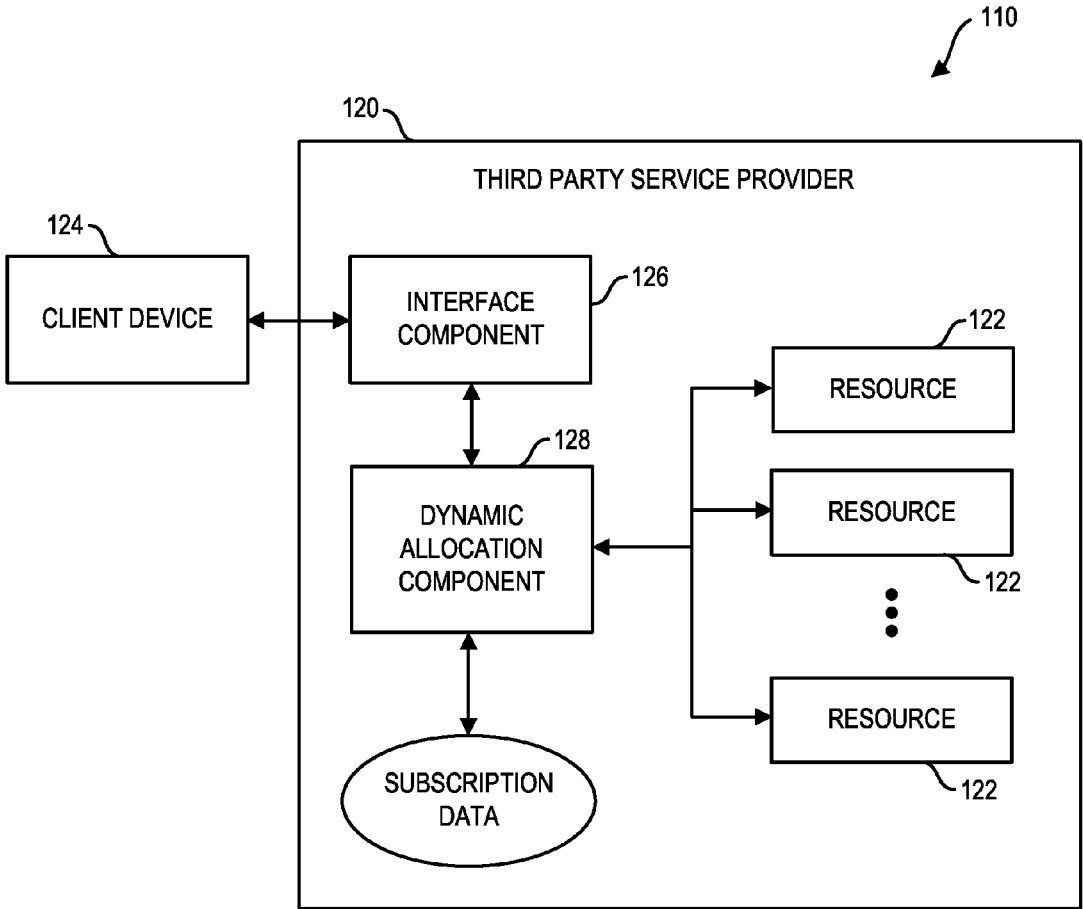 110
120
THIRD PARTY SERVICE PROVIDER
124
CLIENT DEVICE
126
INTERFACE
COMPONENT
122
RESOURCE
128
DYNAMIC
ALLOCATION
COMPONENT
RESOURCE
122
RESOURCE
122
SUBSCRIPTION
DATA